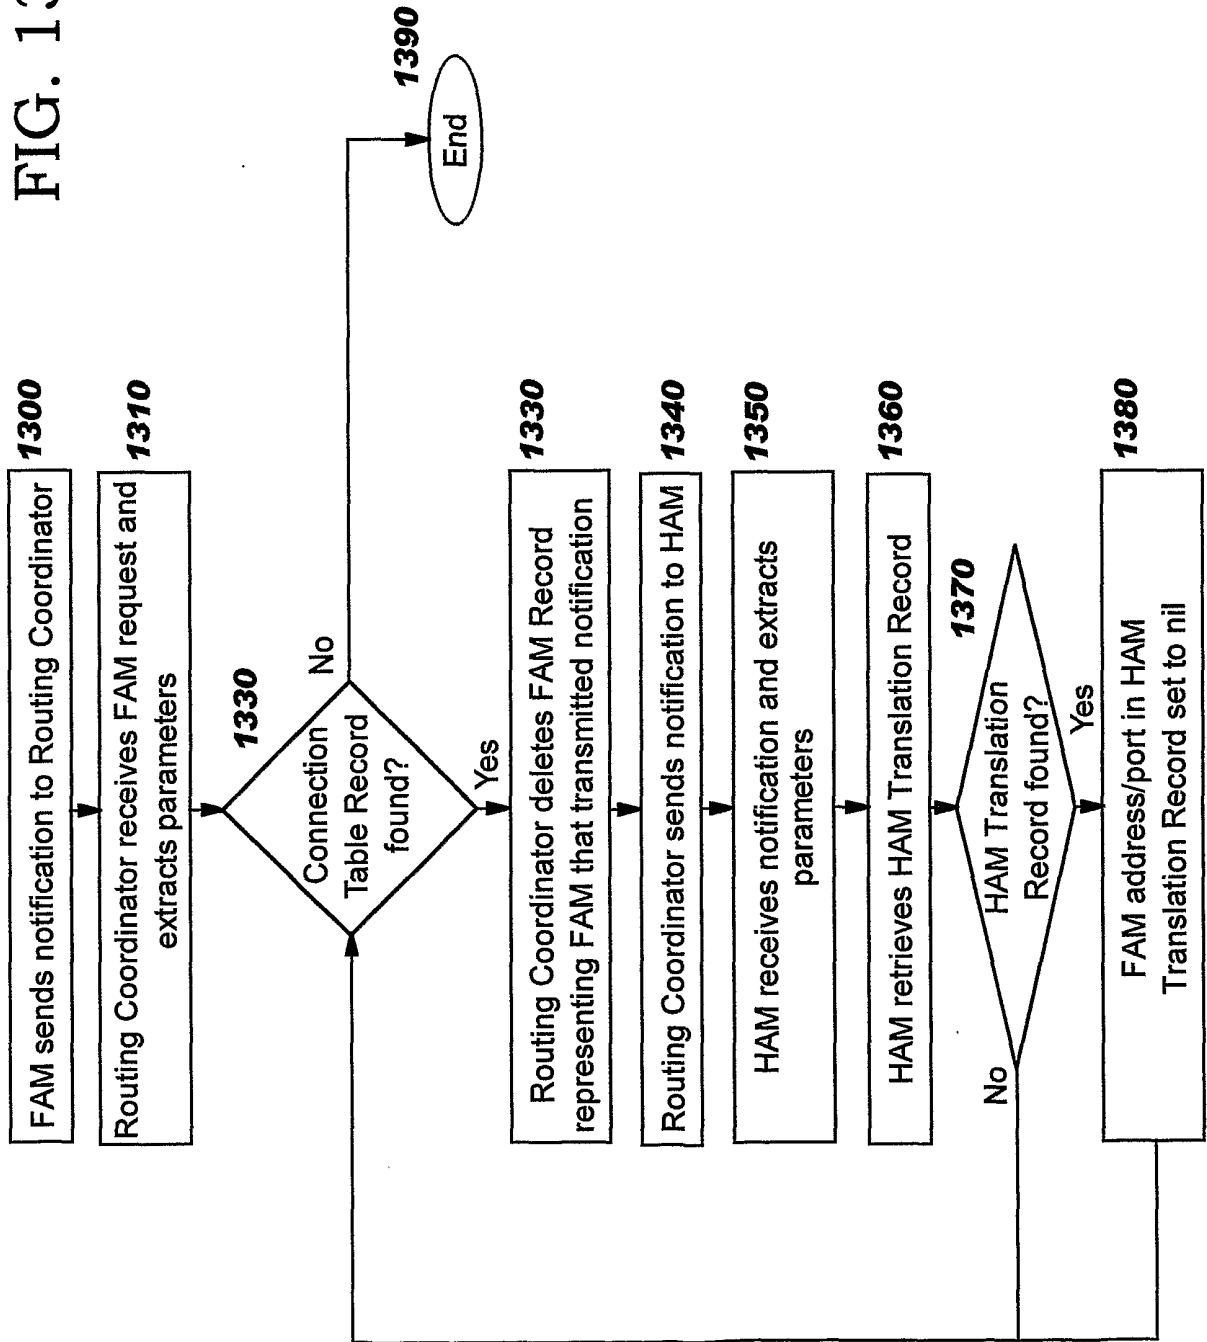 FIG. 13
FAM sends notification to Routing Coordinator
1300
Routing Coordinator receives FAM request and
extracts parameters
1310
Connection
Table Record
found?
1330
No
End
1390
Yes
Routing Coordinator deletes FAM Record
representing FAM that transmitted notification
1330
Routing Coordinator sends notification to HAM
1340
HAM receives notification and extracts
parameters
1350
HAM retrieves HAM Translation Record
1360
HAM Translation
Record found?
1370
No
Yes
FAM address/port in HAM
Translation Record set to nil
1380